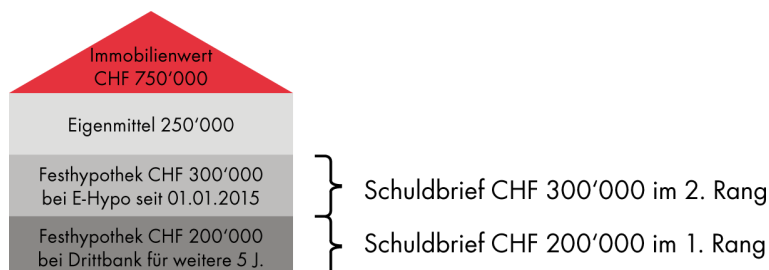 Immobilienwert
CHF 750‘000
Eigenmittel 250‘000
Festhypothek CHF 300‘000
bei E-Hypo seit 01.01.2015
Schuldbrief CHF 300‘000 im 2. Rang
Festhypothek CHF 200‘000
bei Drittbank für weitere 5 J.
Schuldbrief CHF 200‘000 im 1. Rang